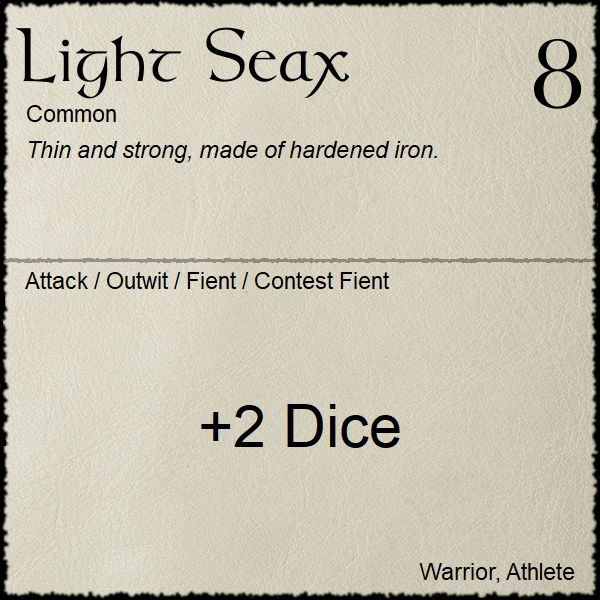 Light Seax
8
Common
Thin and strong, made of hardened iron.
Attack / Outwit / Fient / Contest Fient
+2 Dice
Warrior, Athlete